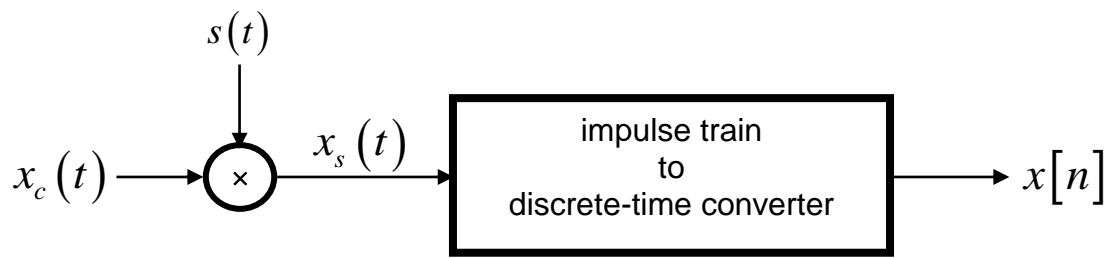 s(t)
x_c(t)
×
x_s(t)
impulse train
to
discrete-time converter
x[n]